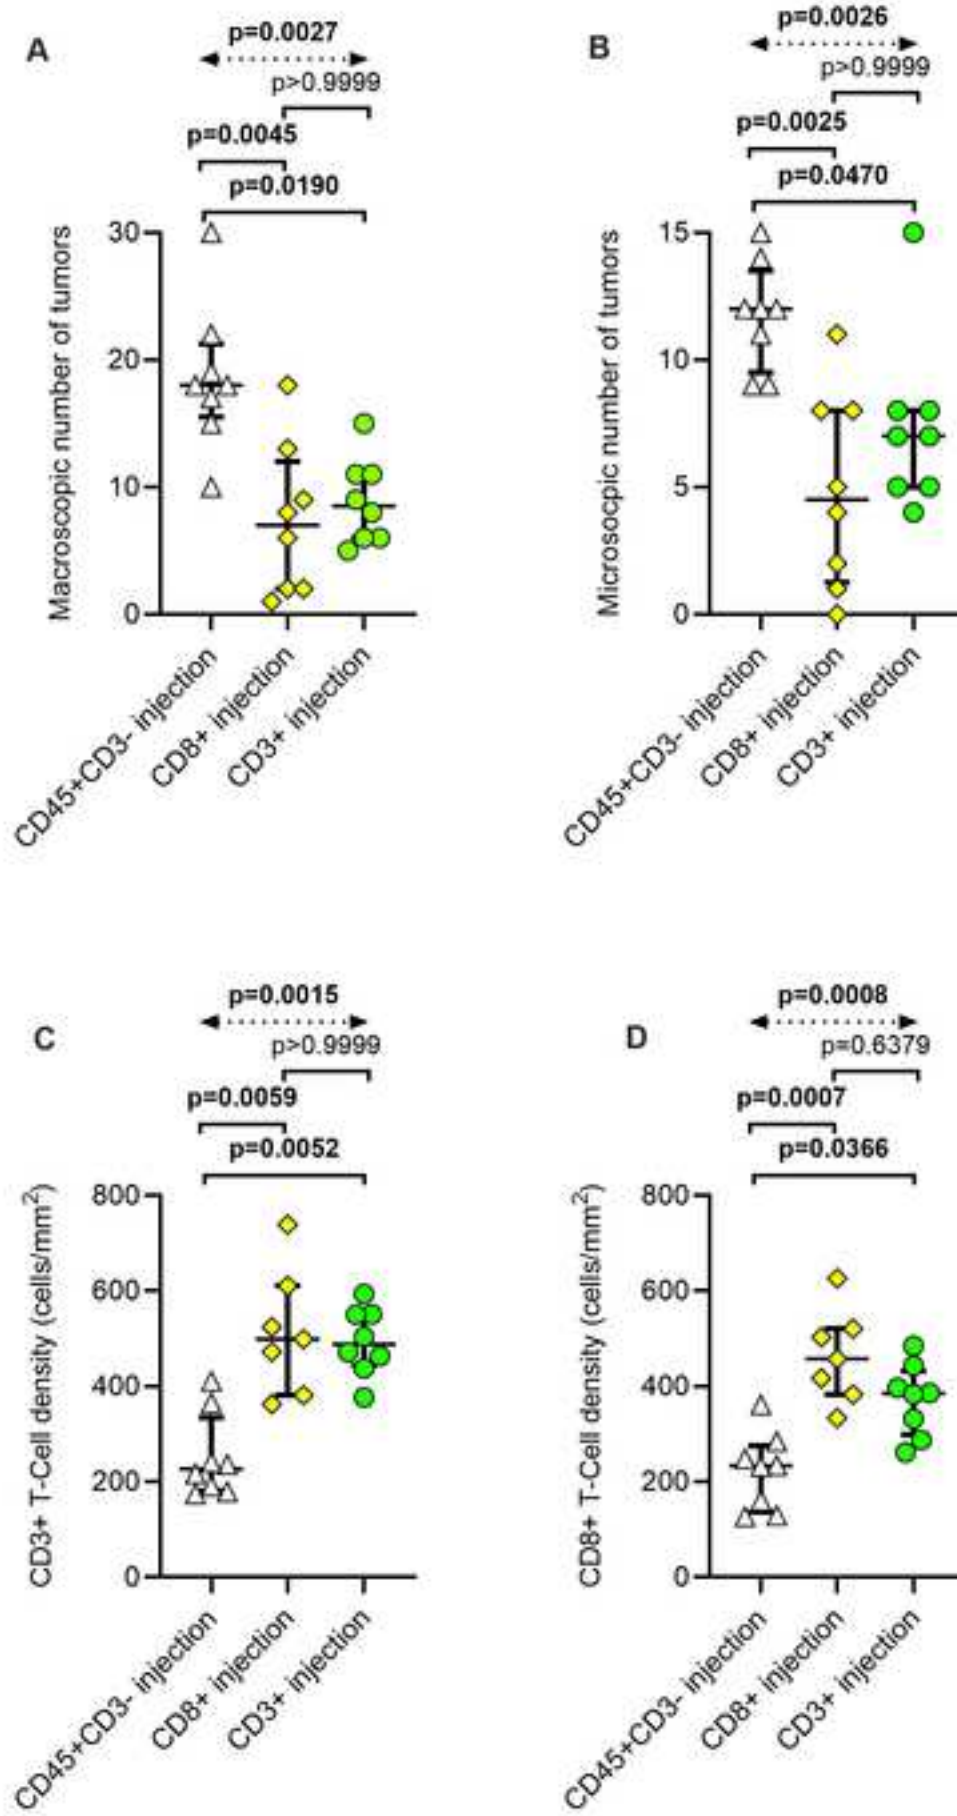 A
p=0.0027
p>0.9999
p=0.0045
p=0.0190
Macroscopic number of tumors
30
20
10
0
CD45+CD3- injection
CD8+ injection
CD3+ injection
B
p=0.0026
p>0.9999
p=0.0025
p=0.0470
Microsocpic number of tumors
15
10
5
0
CD45+CD3- injection
CD8+ injection
CD3+ injection
C
p=0.0015
p>0.9999
p=0.0059
p=0.0052
CD3+ T-Cell density (cells/mm²)
800
600
400
200
0
CD45+CD3- injection
CD8+ injection
CD3+ injection
D
p=0.0008
p=0.6379
p=0.0007
p=0.0366
CD8+ T-Cell density (cells/mm²)
800
600
400
200
0
CD45+CD3- injection
CD8+ injection
CD3+ injection